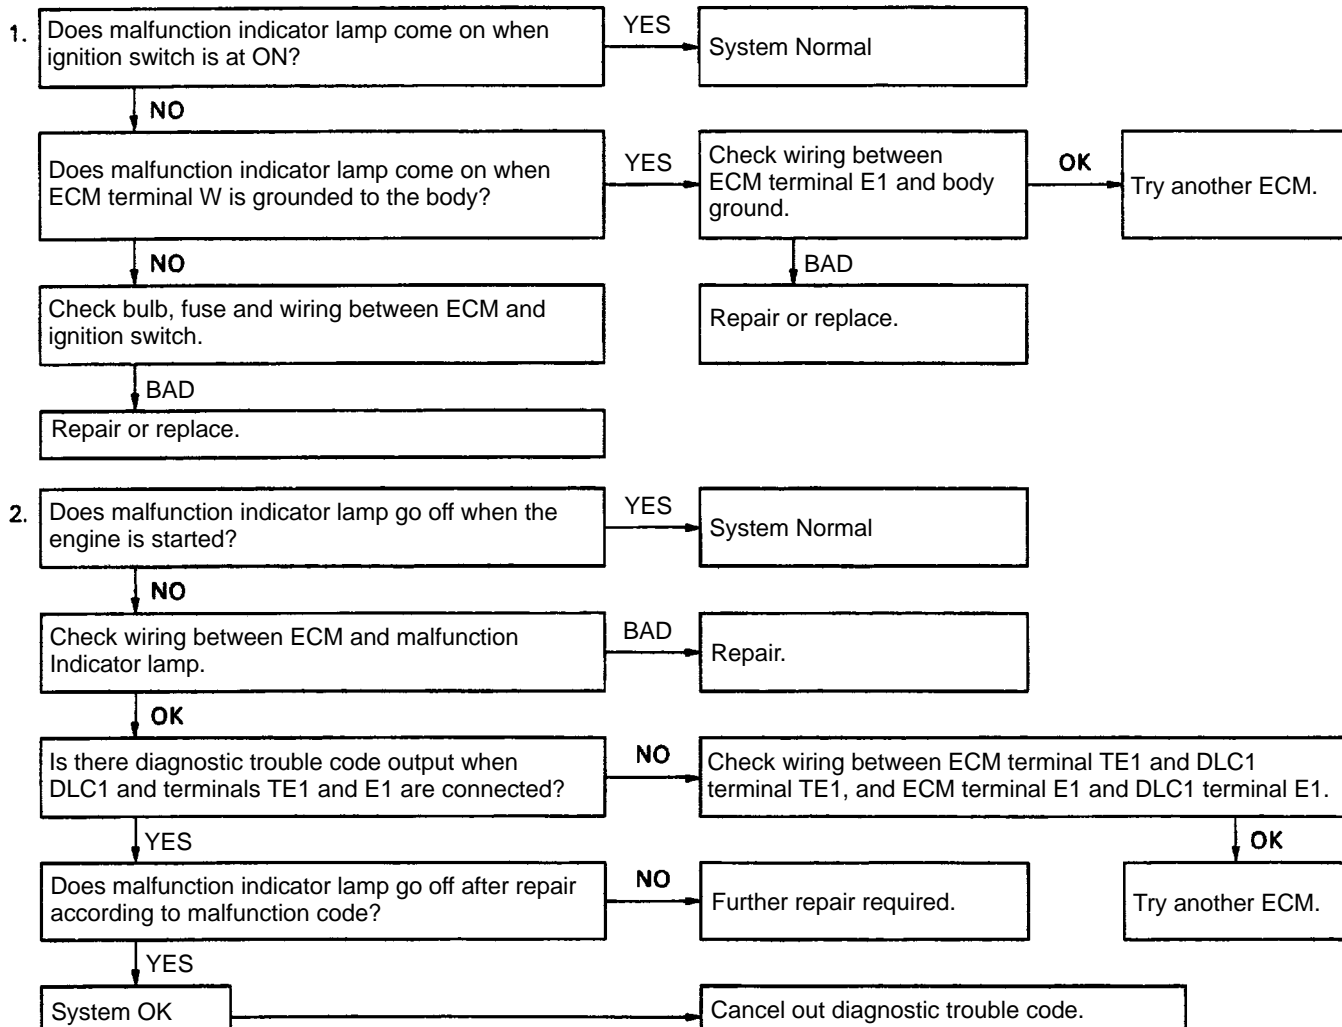 1. Does malfunction indicator lamp come on when
ignition switch is at ON?
YES
System Normal
NO
Does malfunction indicator lamp come on when
ECM terminal W is grounded to the body?
YES
Check wiring between
ECM terminal E1 and body
ground.
OK
Try another ECM.
NO
BAD
Check bulb, fuse and wiring between ECM and
ignition switch.
Repair or replace.
BAD
Repair or replace.
2. Does malfunction indicator lamp go off when the
engine is started?
YES
System Normal
NO
Check wiring between ECM and malfunction
Indicator lamp.
BAD
Repair.
OK
Is there diagnostic trouble code output when
DLC1 and terminals TE1 and E1 are connected?
NO
Check wiring between ECM terminal TE1 and DLC1
terminal TE1, and ECM terminal E1 and DLC1 terminal E1.
YES
OK
Does malfunction indicator lamp go off after repair
according to malfunction code?
NO
Further repair required.
Try another ECM.
YES
System OK
Cancel out diagnostic trouble code.